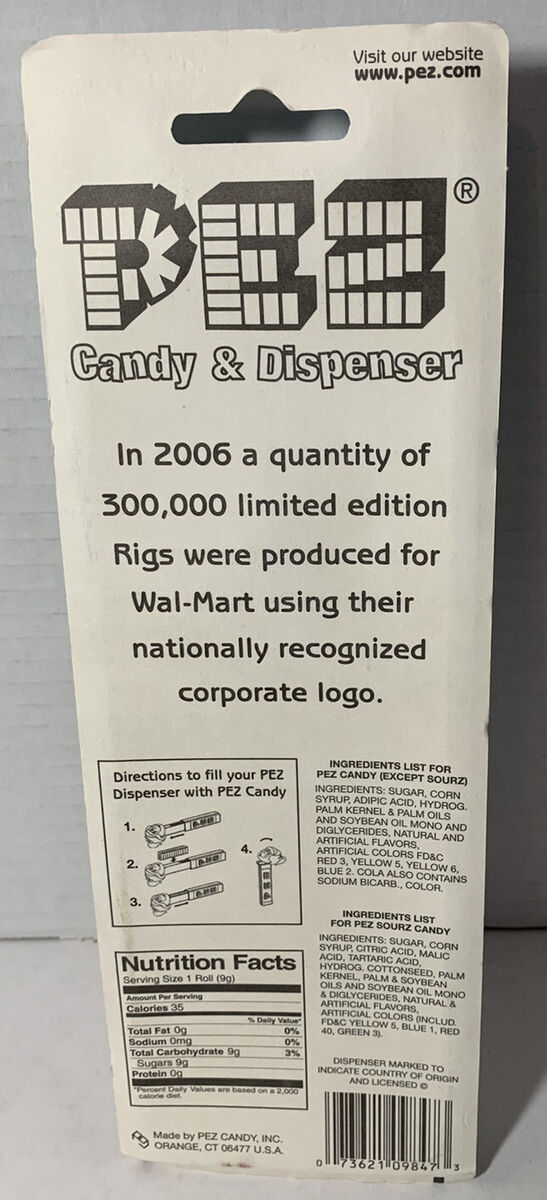 Visit our website
www.pez.com
PEZ®
Candy & Dispenser
In 2006 a quantity of
300,000 limited edition
Rigs were produced for
Wal-Mart using their
nationally recognized
corporate logo.
Directions to fill your PEZ
Dispenser with PEZ Candy
1.
2.
3.
4.
INGREDIENTS LIST FOR
PEZ CANDY (EXCEPT SOURZ)
INGREDIENTS: SUGAR, CORN
SYRUP, ADIPIC ACID, HYDROG.
PALM KERNEL & PALM OILS
AND SOYBEAN OIL MONO AND
DIGLYCERIDES, NATURAL AND
ARTIFICIAL FLAVORS,
ARTIFICIAL COLORS FD&C
RED 3, YELLOW 5, YELLOW 6,
BLUE 2. COLA ALSO CONTAINS
SODIUM BICARB., COLOR.
INGREDIENTS LIST
FOR PEZ SOURZ CANDY
INGREDIENTS: SUGAR, CORN
SYRUP, CITRIC ACID, MALIC
ACID, TARTARIC ACID,
HYDROG. COTTONSEED, PALM
KERNEL, PALM & SOYBEAN
OILS AND SOYBEAN OIL MONO
& DIGLYCERIDES, NATURAL &
ARTIFICIAL FLAVORS,
ARTIFICIAL COLORS (INCLUD.
FD&C YELLOW 5, BLUE 1, RED
40, GREEN 3).
Nutrition Facts
Serving Size 1 Roll (9g)
Amount Per Serving
Calories 35
% Daily Value*
Total Fat 0g 0%
Sodium 0mg 0%
Total Carbohydrate 9g 3%
Sugars 9g
Protein 0g
*Percent Daily Values are based on a 2,000
calorie diet.
Made by PEZ CANDY, INC.
ORANGE, CT 06477 U.S.A.
DISPENSER MARKED TO
INDICATE COUNTRY OF ORIGIN
AND LICENSED ©
0 73621 09847 3